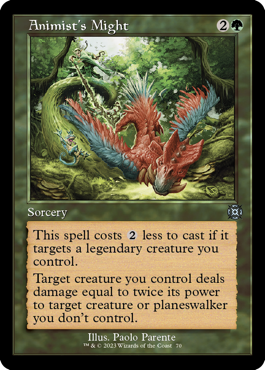 Animist's Might 2
Sorcery
This spell costs 2 less to cast if it
targets a legendary creature you
control.
Target creature you control deals
damage equal to twice its power
to target creature or planeswalker
you don't control.
Illus. Paolo Parente
™ & © 2023 Wizards of the Coast 78